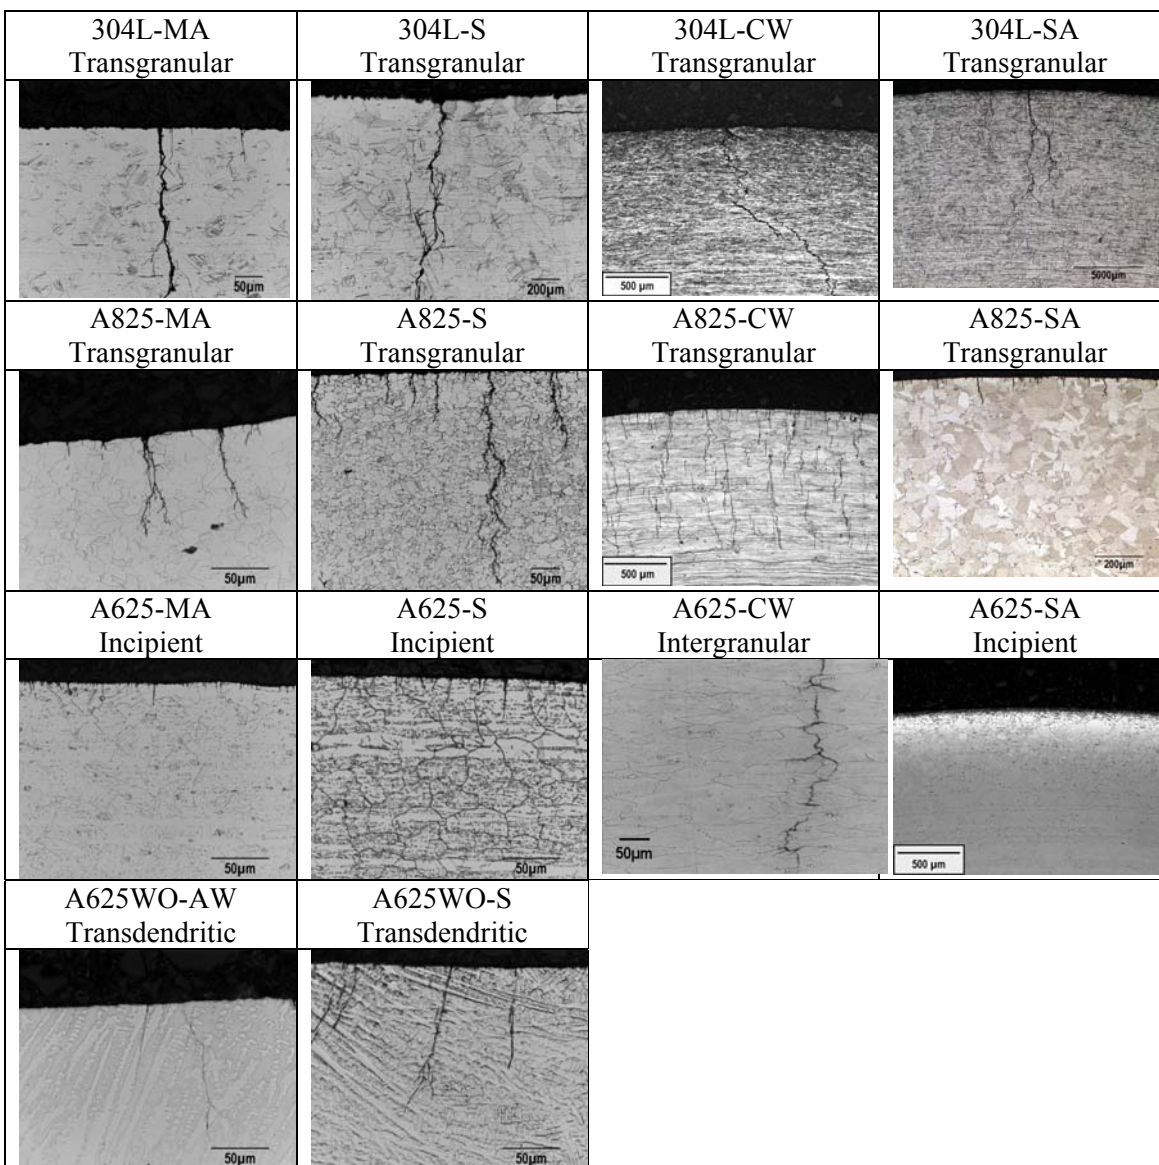 304L-MA
Transgranular
304L-S
Transgranular
304L-CW
Transgranular
304L-SA
Transgranular
50µm
200µm
500 µm
5000µm
A825-MA
Transgranular
A825-S
Transgranular
A825-CW
Transgranular
A825-SA
Transgranular
50µm
50µm
500 µm
200µm
A625-MA
Incipient
A625-S
Incipient
A625-CW
Intergranular
A625-SA
Incipient
50µm
50µm
50µm
500 µm
A625WO-AW
Transdendritic
A625WO-S
Transdendritic
50µm
50µm